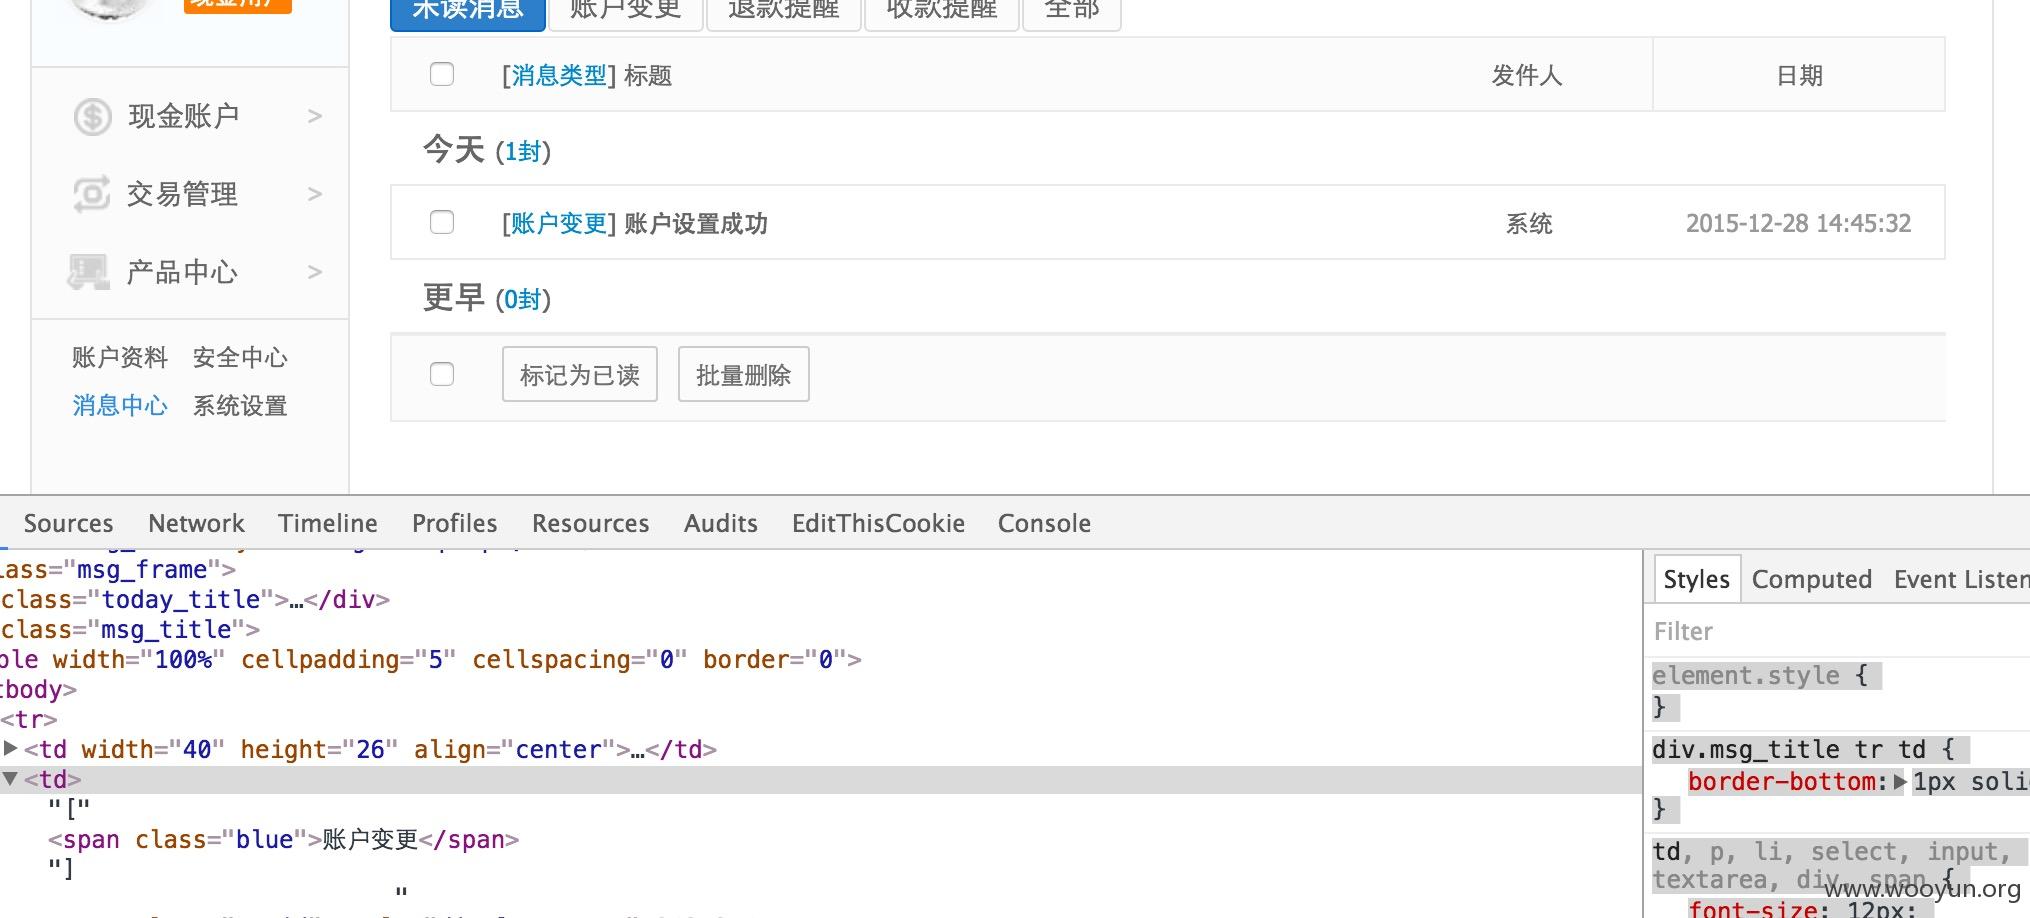 现金用户
未读消息 账户变更 退款提醒 收款提醒 全部
[消息类型] 标题 发件人 日期
现金账户 >
今天 (1封)
交易管理 >
[账户变更] 账户设置成功 系统 2015-12-28 14:45:32
产品中心 >
更早 (0封)
账户资料 安全中心
标记为已读 批量删除
消息中心 系统设置
Sources Network Timeline Profiles Resources Audits EditThisCookie Console
lass="msg_frame">
class="today_title">…</div>
class="msg_title">
ble width="100%" cellpadding="5" cellspacing="0" border="0">
tbody>
<tr>
<td width="40" height="26" align="center">…</td>
<td>
"["
<span class="blue">账户变更</span>
"]
"
Styles Computed Event Listen
Filter
element.style {
}
div.msg_title tr td {
border-bottom: 1px soli
}
td, p, li, select, input,
textarea, div, span {
font-size: 12px;
www.wooyun.org